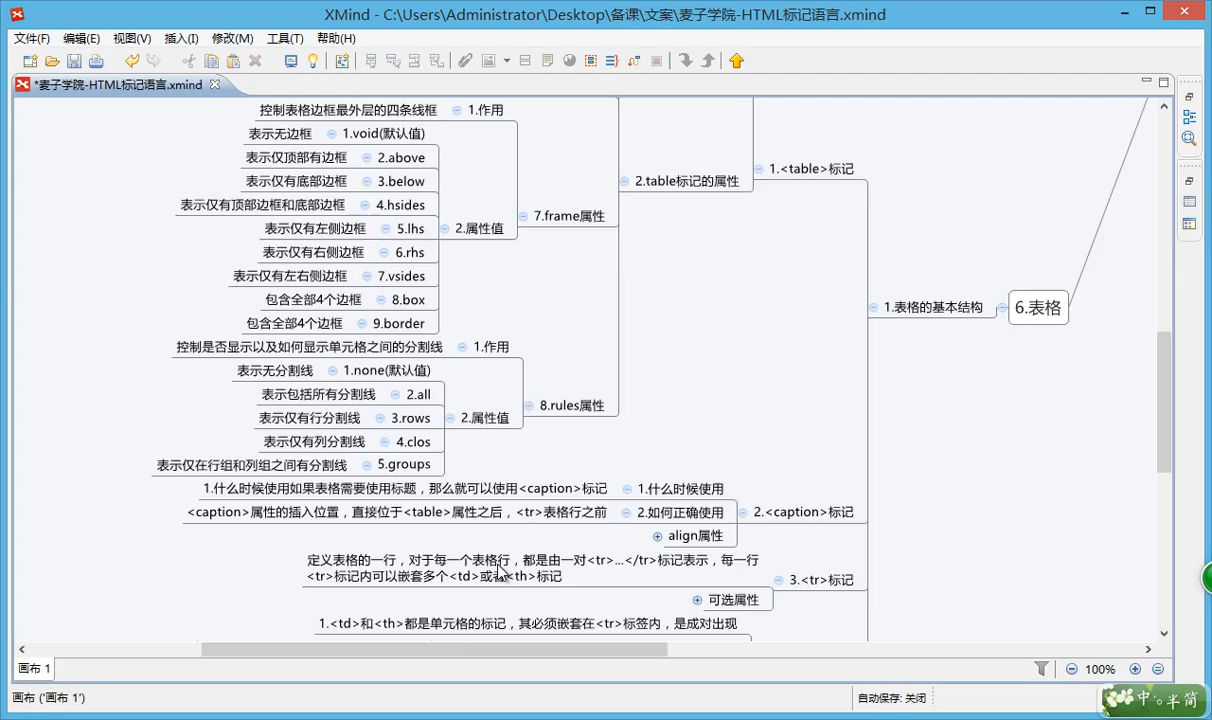 XMind - C:\Users\Administrator\Desktop\备课\文案\麦子学院-HTML标记语言.xmind
文件(F) 编辑(E) 视图(V) 插入(I) 修改(M) 工具(T) 帮助(H)
*麦子学院-HTML标记语言.xmind
控制表格边框最外层的四条线框 1.作用
表示无边框 1.void(默认值)
表示仅顶部有边框 2.above
表示仅有底部边框 3.below
表示仅有顶部边框和底部边框 4.hsides
表示仅有左侧边框 5.lhs
表示仅有右侧边框 6.rhs
表示仅有左右侧边框 7.vsides
包含全部4个边框 8.box
包含全部4个边框 9.border
2.属性值
7.frame属性
控制是否显示以及如何显示单元格之间的分割线 1.作用
表示无分割线 1.none(默认值)
表示包括所有分割线 2.all
表示仅有行分割线 3.rows
表示仅有列分割线 4.clos
表示仅在行组和列组之间有分割线 5.groups
2.属性值
8.rules属性
2.table标记的属性
1.<table>标记
1.什么时候使用如果表格需要使用标题，那么就可以使用<caption>标记 1.什么时候使用
<caption>属性的插入位置，直接位于<table>属性之后，<tr>表格行之前 2.如何正确使用
align属性
2.<caption>标记
定义表格的一行，对于每一个表格行，都是由一对<tr>...</tr>标记表示，每一行
<tr>标记内可以嵌套多个<td>或者<th>标记
可选属性
3.<tr>标记
1.<td>和<th>都是单元格的标记，其必须嵌套在<tr>标签内，是成对出现
1.表格的基本结构
6.表格
画布 1
100%
画布 ('画布 1')
自动保存: 关闭
中 半 简